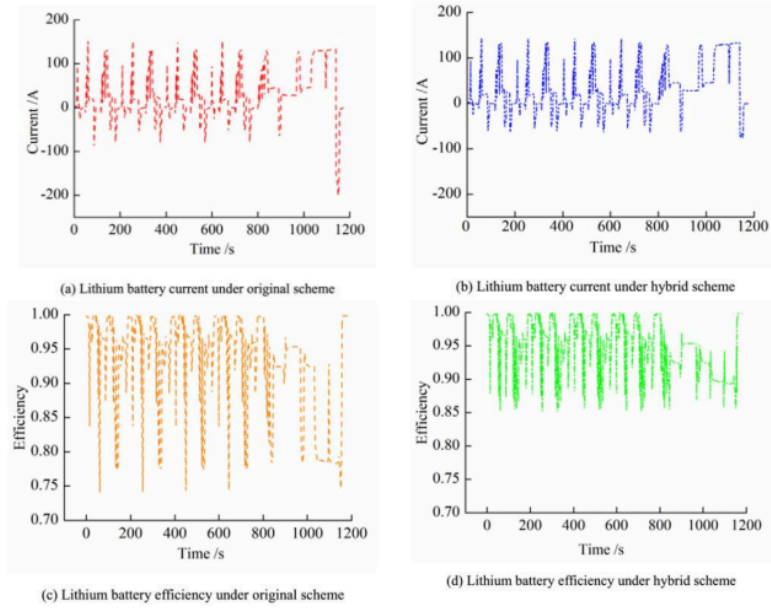 200
100
0
-100
-200
Current /A
0 200 400 600 800 1000 1200
Time /s
(a) Lithium battery current under original scheme
200
100
0
-100
-200
Current /A
0 200 400 600 800 1000 1200
Time /s
(b) Lithium battery current under hybrid scheme
1.00
0.95
0.90
0.85
0.80
0.75
0.70
Efficiency
0 200 400 600 800 1000 1200
Time /s
(c) Lithium battery efficiency under original scheme
1.00
0.95
0.90
0.85
0.80
0.75
0.70
Efficiency
0 200 400 600 800 1000 1200
Time /s
(d) Lithium battery efficiency under hybrid scheme